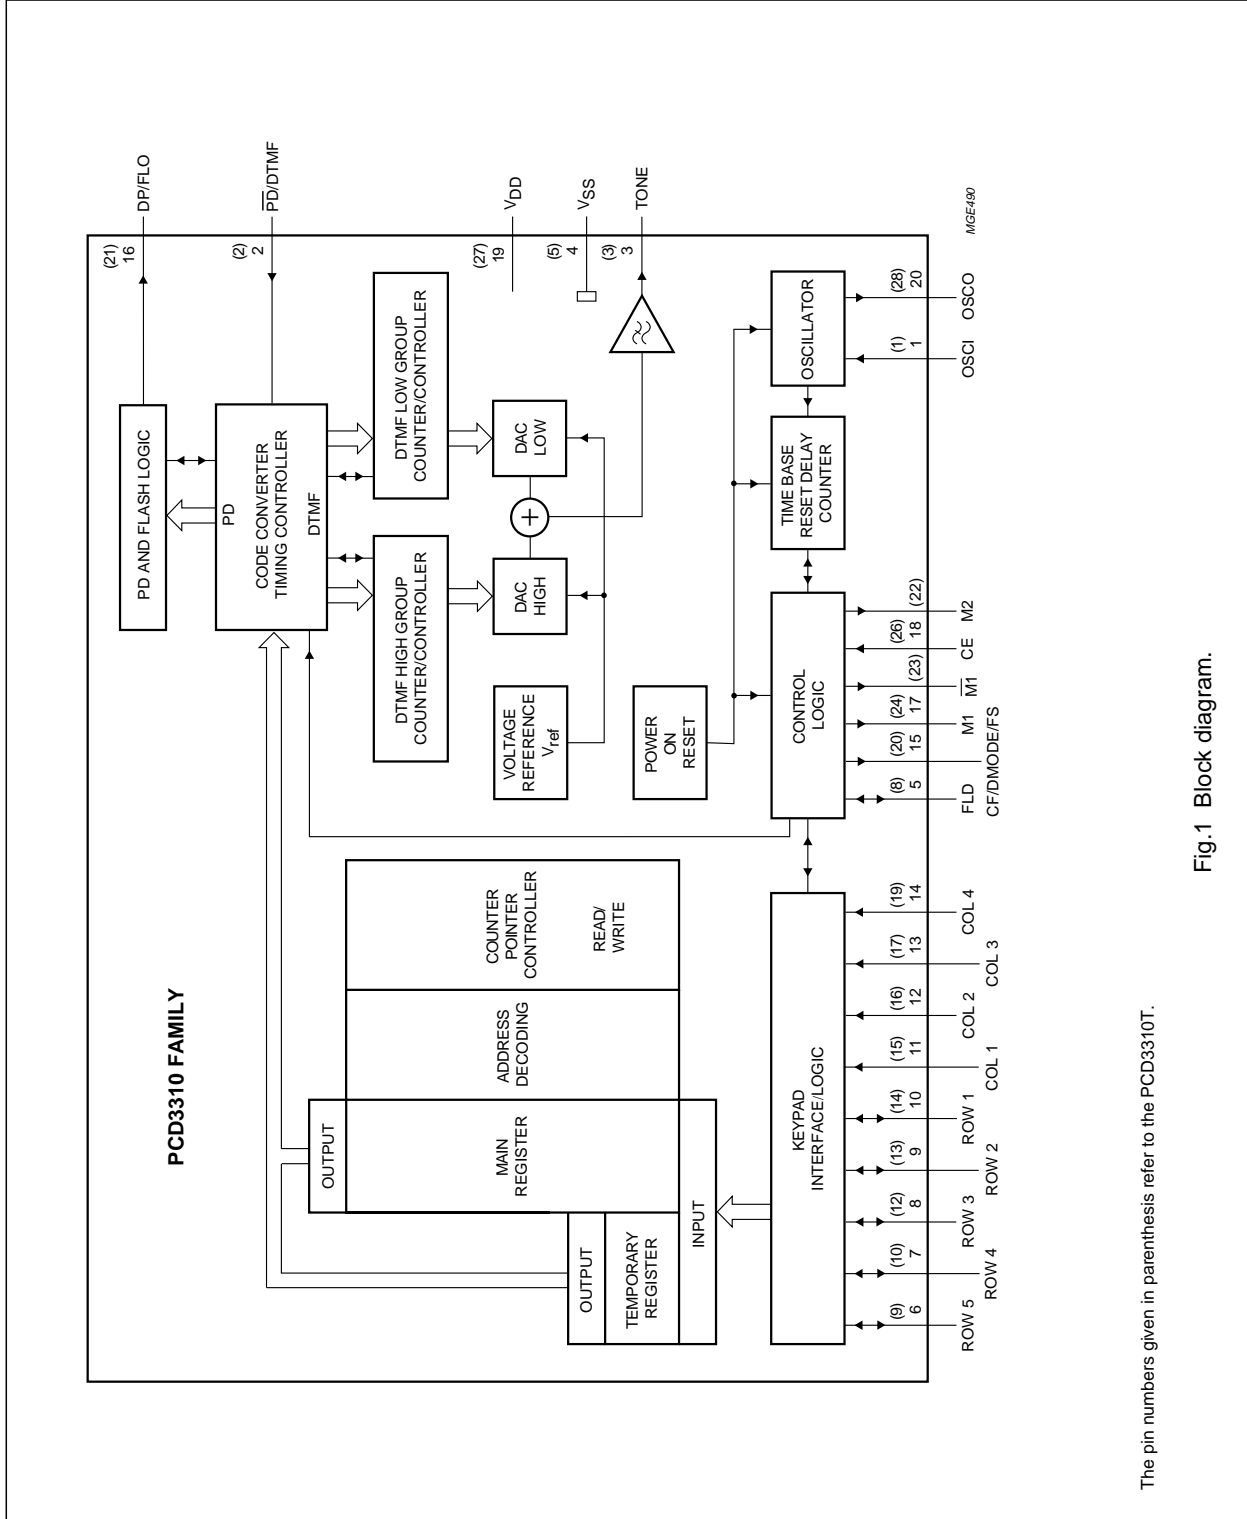 PCD3310 FAMILY
PD AND FLASH LOGIC
(21)
16
DP/FLO
PD
CODE CONVERTER
TIMING CONTROLLER
DTMF
(2)
2
PD/DTMF
OUTPUT
COUNTER
POINTER
CONTROLLER
READ/
WRITE
ADDRESS
DECODING
MAIN
REGISTER
DTMF HIGH GROUP
COUNTER/CONTROLLER
DTMF LOW GROUP
COUNTER/CONTROLLER
VOLTAGE
REFERENCE
Vref
DAC
HIGH
+
DAC
LOW
(27)
19
VDD
(5)
4
VSS
(3)
3
TONE
OUTPUT
TEMPORARY
REGISTER
INPUT
POWER
ON
RESET
KEYPAD
INTERFACE/LOGIC
CONTROL
LOGIC
TIME BASE
RESET DELAY
COUNTER
OSCILLATOR
(9) (10) (12) (13) (14) (15) (16) (17) (19) (8) (20) (24) (23) (26) (22) (1) (28)
6 7 8 9 10 11 12 13 14 5 15 17 18 1 20
ROW 5 ROW 3 ROW 1 COL 2 COL 4 FLD M1 M1 CE M2 OSCI OSCO
ROW 4 ROW 2 COL 1 COL 3 CF/DMODE/FS
MGE490
The pin numbers given in parenthesis refer to the PCD3310T.
Fig.1 Block diagram.